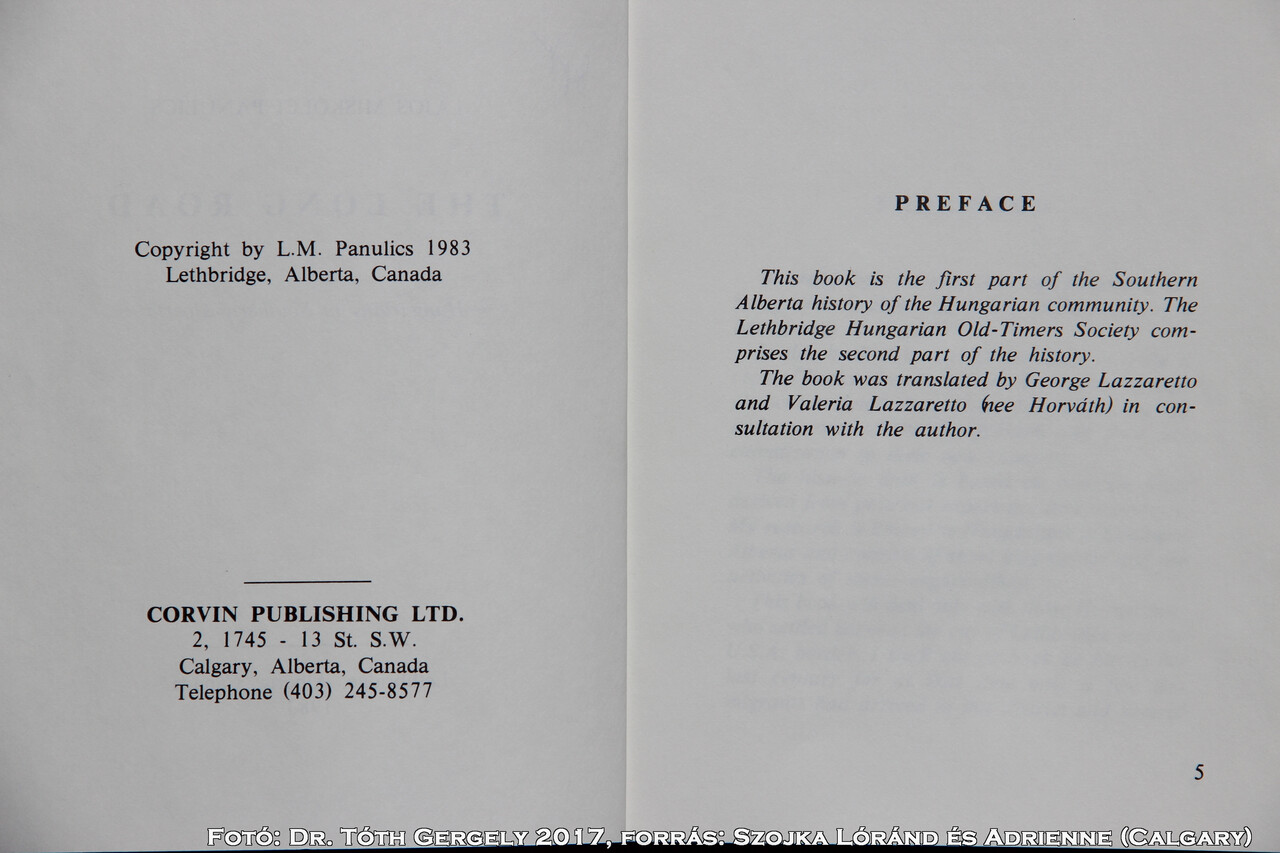 Copyright by L.M. Panulics 1983
Lethbridge, Alberta, Canada
CORVIN PUBLISHING LTD.
2, 1745 - 13 St. S.W.
Calgary, Alberta, Canada
Telephone (403) 245-8577
PREFACE
This book is the first part of the Southern
Alberta history of the Hungarian community. The
Lethbridge Hungarian Old-Timers Society com-
prises the second part of the history.
The book was translated by George Lazzaretto
and Valeria Lazzaretto (nee Horváth) in con-
sultation with the author.
5
Fotó: Dr. Tóth Gergely 2017, forrás: Szojka Lóránd és Adrienne (Calgary)